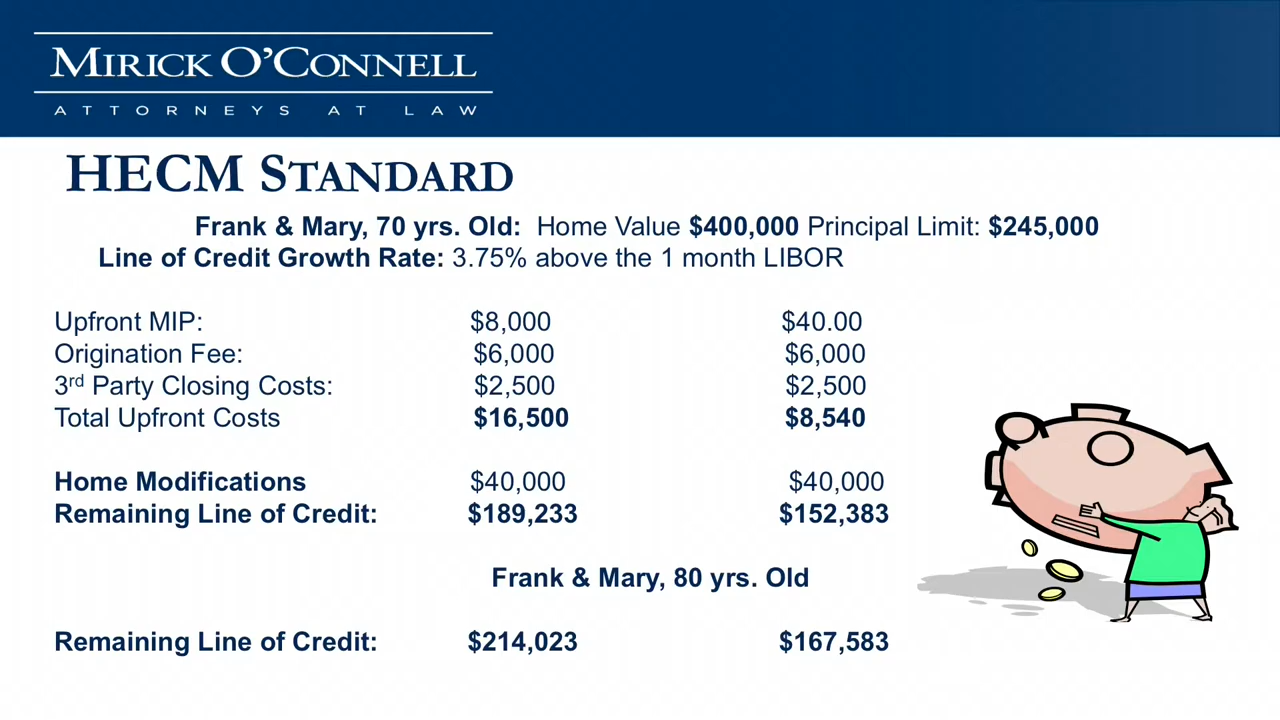 MIRICK O'CONNELL
ATTORNEYS AT LAW
HECM STANDARD
Frank & Mary, 70 yrs. Old: Home Value $400,000 Principal Limit: $245,000
Line of Credit Growth Rate: 3.75% above the 1 month LIBOR
Upfront MIP: $8,000 $40.00
Origination Fee: $6,000 $6,000
3rd Party Closing Costs: $2,500 $2,500
Total Upfront Costs $16,500 $8,540
Home Modifications $40,000 $40,000
Remaining Line of Credit: $189,233 $152,383
Frank & Mary, 80 yrs. Old
Remaining Line of Credit: $214,023 $167,583